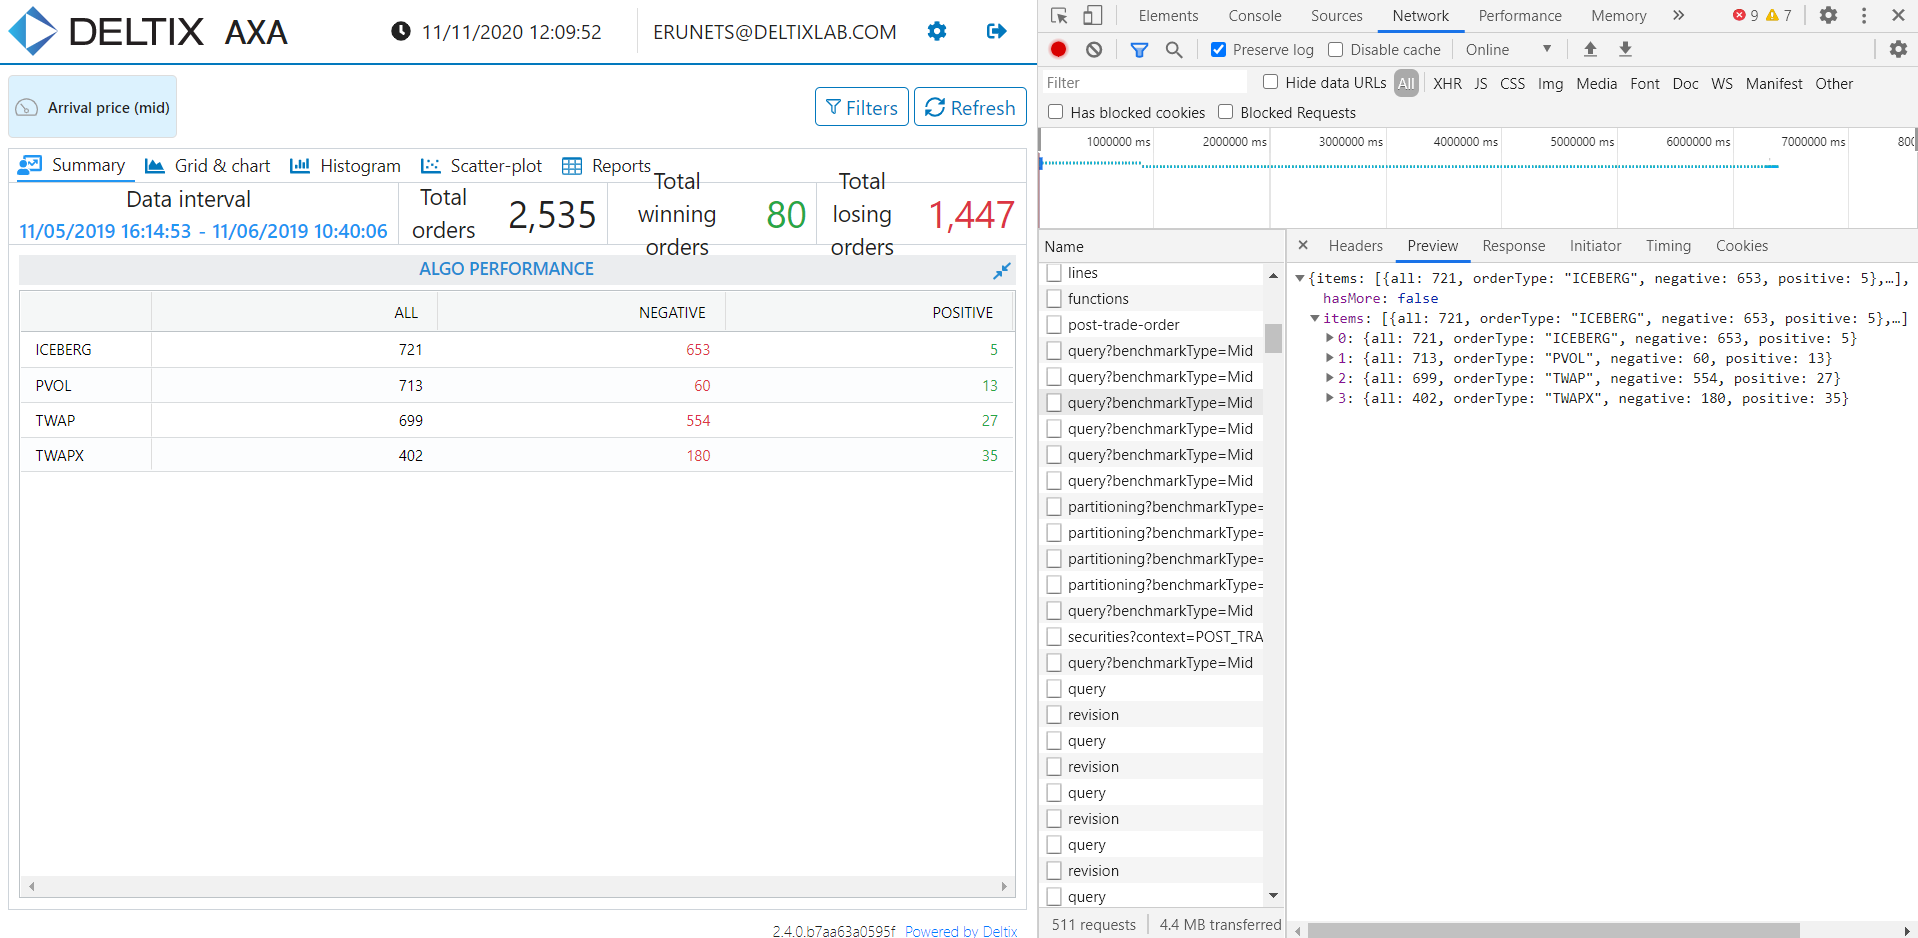 DELTIX AXA
11/11/2020 12:09:52
ERUNETS@DELTIXLAB.COM
Arrival price (mid)
Filters
Refresh
Summary
Grid & chart
Histogram
Scatter-plot
Reports
Data interval
11/05/2019 16:14:53 - 11/06/2019 10:40:06
Total
orders
2,535
Total
winning
orders
80
Total
losing
orders
1,447
ALGO PERFORMANCE
ALL NEGATIVE POSITIVE
ICEBERG 721 653 5
PVOL 713 60 13
TWAP 699 554 27
TWAPX 402 180 35
2.4.0.b7aa63a0595f Powered by Deltix
Elements Console Sources Network Performance Memory 9 7
Preserve log Disable cache Online
Filter Hide data URLs All XHR JS CSS Img Media Font Doc WS Manifest Other
Has blocked cookies Blocked Requests
1000000 ms 2000000 ms 3000000 ms 4000000 ms 5000000 ms 6000000 ms 7000000 ms 800
Name
lines
functions
post-trade-order
query?benchmarkType=Mid
query?benchmarkType=Mid
query?benchmarkType=Mid
query?benchmarkType=Mid
query?benchmarkType=Mid
query?benchmarkType=Mid
partitioning?benchmarkType=
partitioning?benchmarkType=
partitioning?benchmarkType=
partitioning?benchmarkType=
query?benchmarkType=Mid
securities?context=POST_TRA
query?benchmarkType=Mid
query
revision
query
revision
query
revision
query
revision
query
511 requests 4.4 MB transferred
Headers Preview Response Initiator Timing Cookies
{items: [{all: 721, orderType: "ICEBERG", negative: 653, positive: 5},…],
hasMore: false
items: [{all: 721, orderType: "ICEBERG", negative: 653, positive: 5},…]
0: {all: 721, orderType: "ICEBERG", negative: 653, positive: 5}
1: {all: 713, orderType: "PVOL", negative: 60, positive: 13}
2: {all: 699, orderType: "TWAP", negative: 554, positive: 27}
3: {all: 402, orderType: "TWAPX", negative: 180, positive: 35}